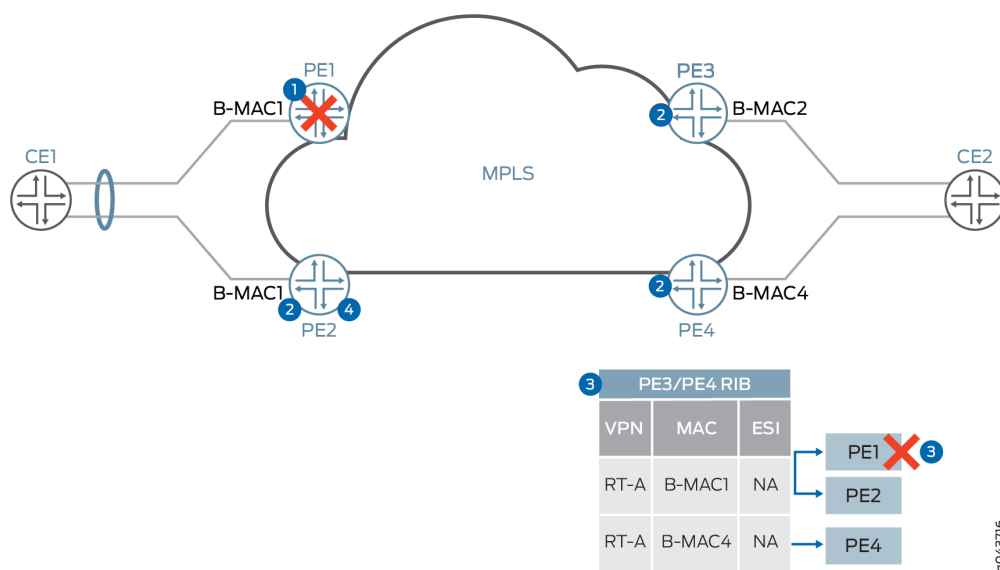 PE1
PE3
1
B-MAC1
2
B-MAC2
CE1
CE2
MPLS
B-MAC1
2
B-MAC4
2
4
PE2
PE4
3
PE3/PE4 RIB
VPN MAC ESI
PE1
3
RT-A B-MAC1 NA
PE2
RT-A B-MAC4 NA
PE4